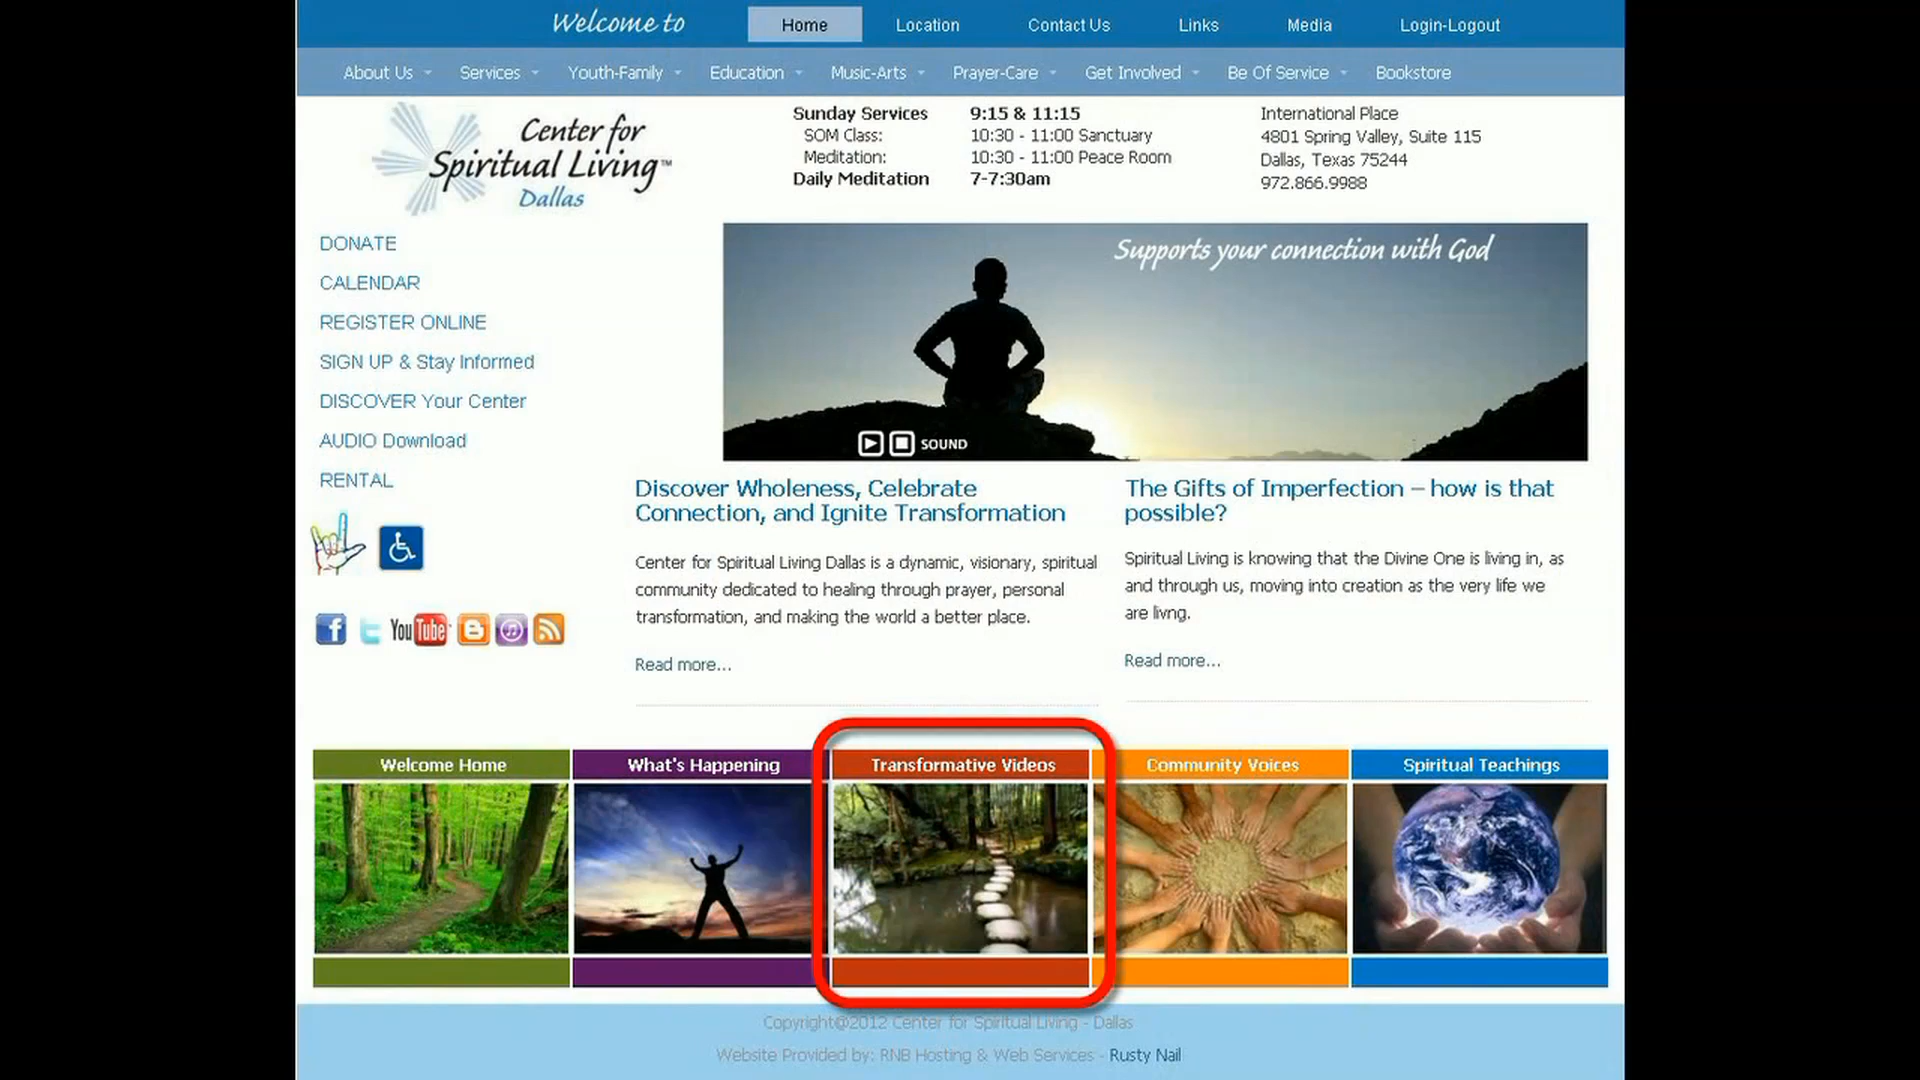 Welcome to
Home Location Contact Us Links Media Login-Logout
About Us Services Youth-Family Education Music-Arts Prayer-Care Get Involved Be Of Service Bookstore
Center for
Spiritual Living™
Dallas
Sunday Services 9:15 & 11:15
SOM Class: 10:30 - 11:00 Sanctuary
Meditation: 10:30 - 11:00 Peace Room
Daily Meditation 7-7:30am
International Place
4801 Spring Valley, Suite 115
Dallas, Texas 75244
972.866.9988
DONATE
CALENDAR
REGISTER ONLINE
SIGN UP & Stay Informed
DISCOVER Your Center
AUDIO Download
RENTAL
You Tube
Supports your connection with God
SOUND
Discover Wholeness, Celebrate
Connection, and Ignite Transformation
Center for Spiritual Living Dallas is a dynamic, visionary, spiritual
community dedicated to healing through prayer, personal
transformation, and making the world a better place.
Read more...
The Gifts of Imperfection – how is that
possible?
Spiritual Living is knowing that the Divine One is living in, as
and through us, moving into creation as the very life we
are livng.
Read more...
Welcome Home
What's Happening
Transformative Videos
Community Voices
Spiritual Teachings
Copyright@2012 Center for Spiritual Living - Dallas
Website Provided by: RNB Hosting & Web Services - Rusty Nail